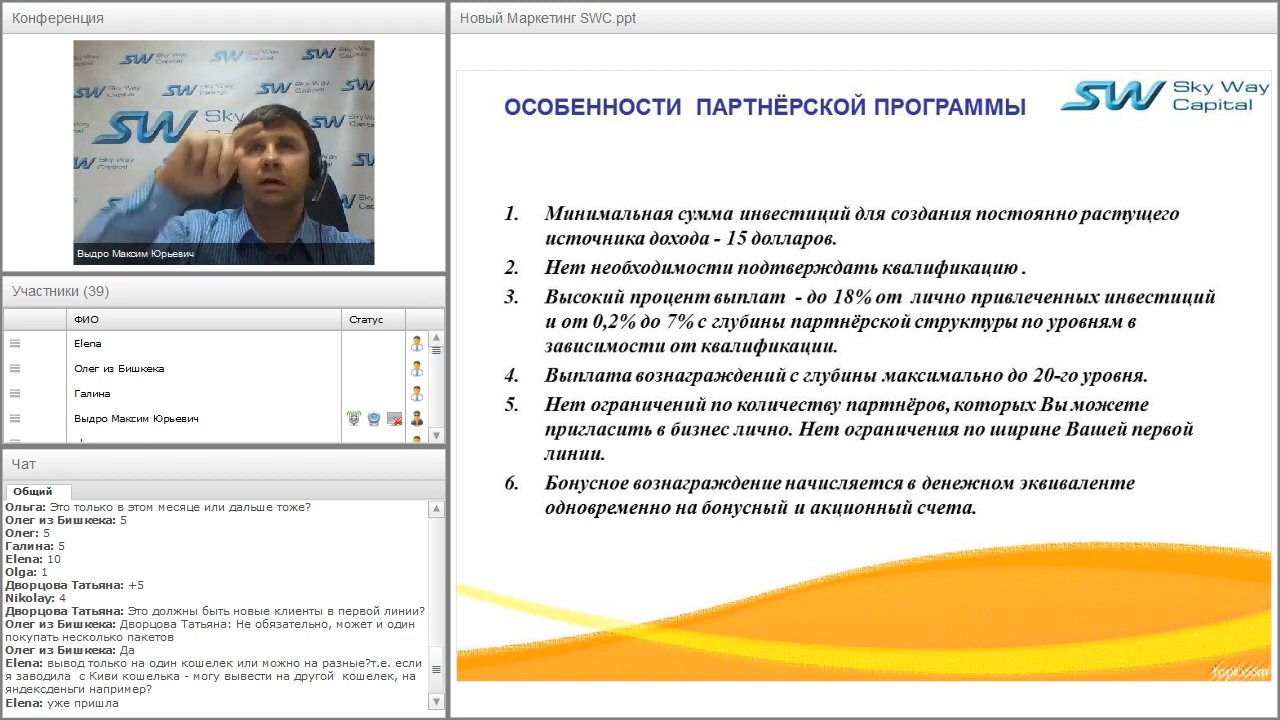 Конференция
SW Sky Way Capital
Выдро Максим Юрьевич
Участники (39)
ФИО
Статус
Elena
Олег из Бишкека
Галина
Выдро Максим Юрьевич
Чат
Общий
Ольга: Это только в этом месяце или дальше тоже?
Олег из Бишкека: 5
Олег: 5
Галина: 5
Elena: 10
Olga: 1
Дворцова Татьяна: +5
Nikolay: 4
Дворцова Татьяна: Это должны быть новые клиенты в первой линии?
Олег из Бишкека: Дворцова Татьяна: Не обязательно, может и один
покупать несколько пакетов
Олег из Бишкека: Да
Elena: вывод только на один кошелек или можно на разные?т.е. если
я заводила с Киви кошелька - могу вывести на другой кошелек, на
яндексденьги например?
Elena: уже пришла
Новый Маркетинг SWC.ppt
ОСОБЕННОСТИ ПАРТНЁРСКОЙ ПРОГРАММЫ
SW Sky Way
Capital
1. Минимальная сумма инвестиций для создания постоянно растущего
источника дохода - 15 долларов.
2. Нет необходимости подтверждать квалификацию .
3. Высокий процент выплат - до 18% от лично привлеченных инвестиций
и от 0,2% до 7% с глубины партнёрской структуры по уровням в
зависимости от квалификации.
4. Выплата вознаграждений с глубины максимально до 20-го уровня.
5. Нет ограничений по количеству партнёров, которых Вы можете
пригласить в бизнес лично. Нет ограничения по ширине Вашей первой
линии.
6. Бонусное вознаграждение начисляется в денежном эквиваленте
одновременно на бонусный и акционный счета.